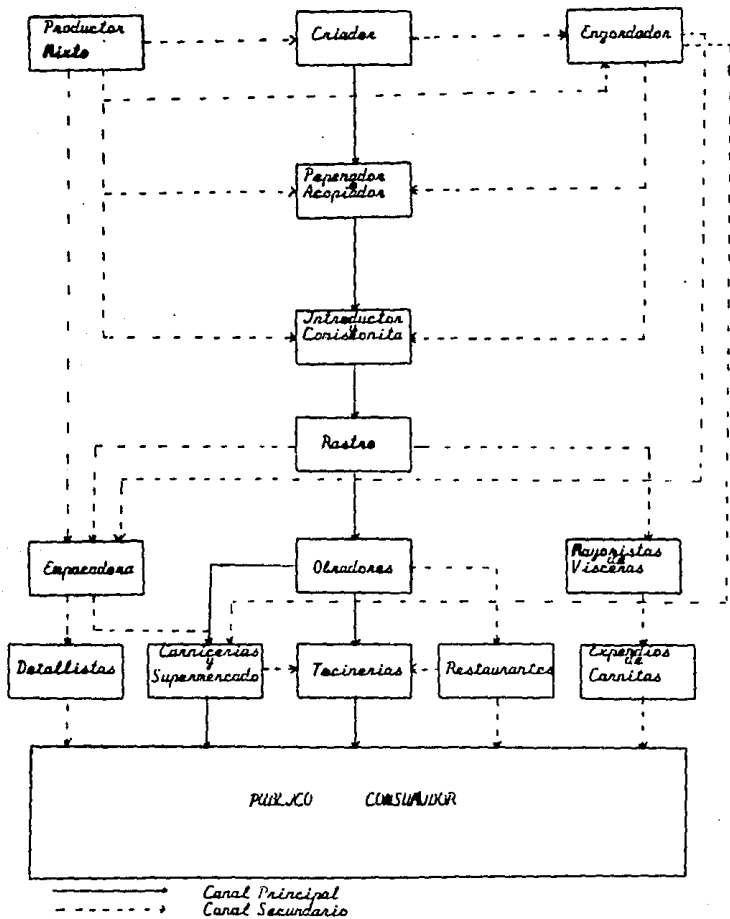 Productor
Mixto
Criador
Engordador
Pepenador
o
Acopiador
Introductor
y
Comisionista
Rastro
Empacadora
Obradores
Mayoristas
de
Visceras
Detallistas
Carnicerias
y
Supermercado
Tocinerias
Restaurantes
Expendios
de
Carnitas
PUBLICO CONSUMIDOR
Canal Principal
Canal Secundario